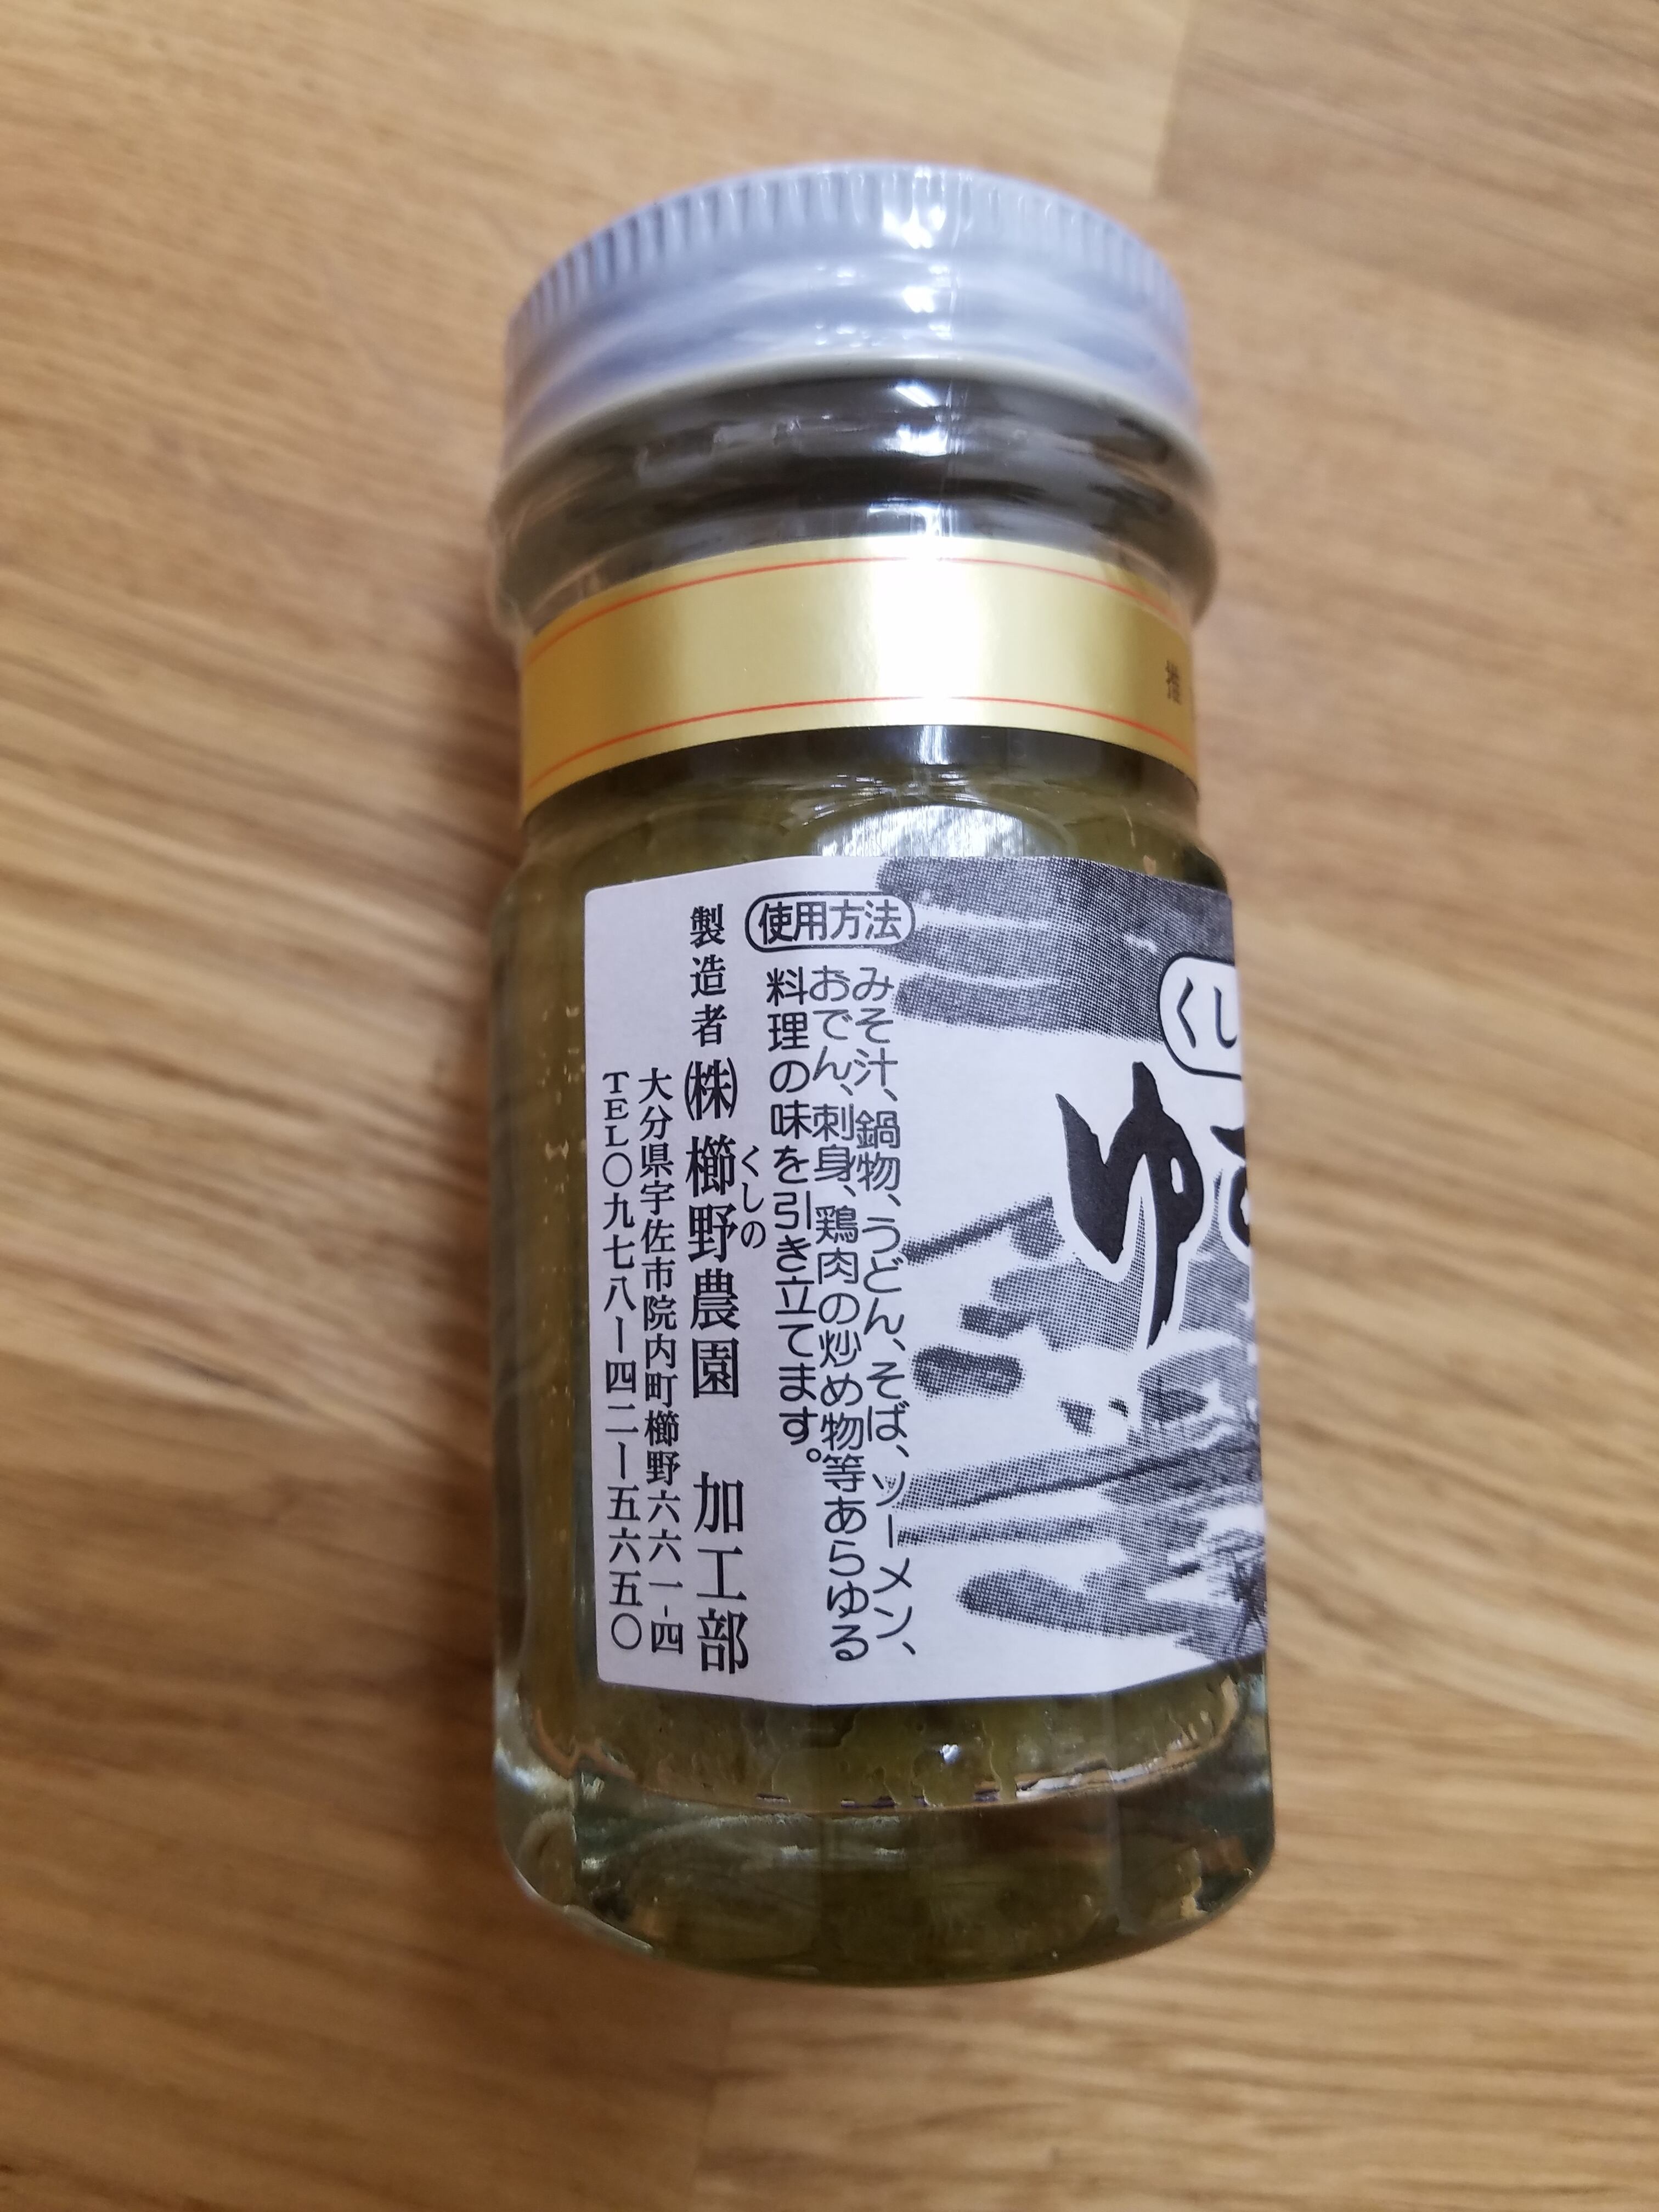 推
くし
ゆ
使用方法
みそ汁、鍋物、うどん、そば、ソーメン、
おでん、刺身、鶏肉の炒め物等あらゆる
料理の味を引き立てます。
くしの
製造者 ㈱櫛野農園 加工部
大分県宇佐市院内町櫛野六六一-四
TEL〇九七八ー四二ー五六五〇